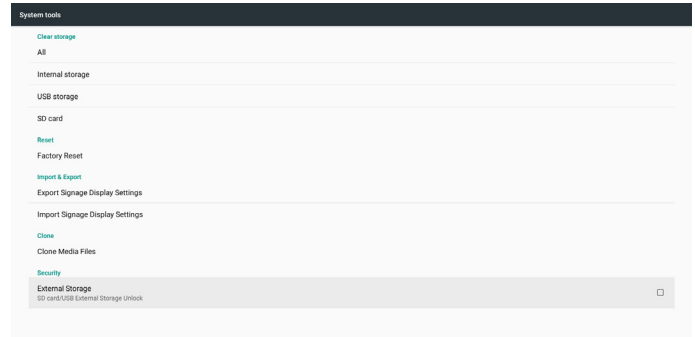 System tools
Clear storage
All
Internal storage
USB storage
SD card
Reset
Factory Reset
Import & Export
Export Signage Display Settings
Import Signage Display Settings
Clone
Clone Media Files
Security
External Storage
SD card/USB External Storage Unlock